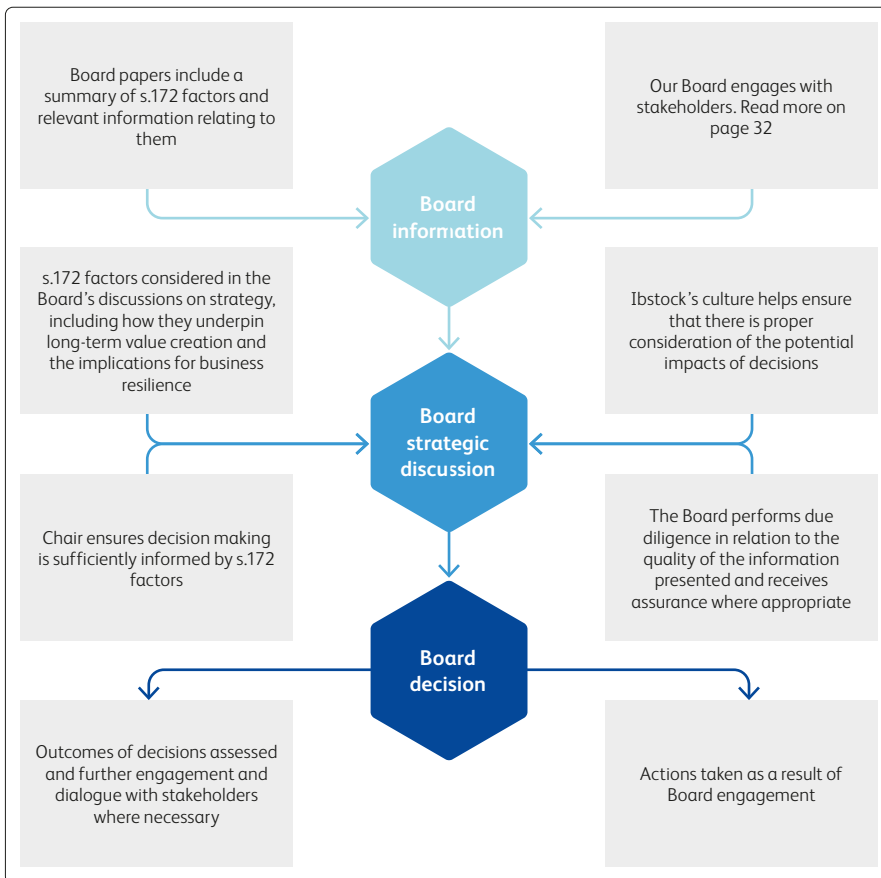 Board papers include a
summary of s.172 factors and
relevant information relating to
them
Our Board engages with
stakeholders. Read more on
page 32
Board
information
s.172 factors considered in the
Board’s discussions on strategy,
including how they underpin
long-term value creation and
the implications for business
resilience
Ibstock’s culture helps ensure
that there is proper
consideration of the potential
impacts of decisions
Board
strategic
discussion
Chair ensures decision making
is sufficiently informed by s.172
factors
The Board performs due
diligence in relation to the
quality of the information
presented and receives
assurance where appropriate
Board
decision
Outcomes of decisions assessed
and further engagement and
dialogue with stakeholders
where necessary
Actions taken as a result of
Board engagement